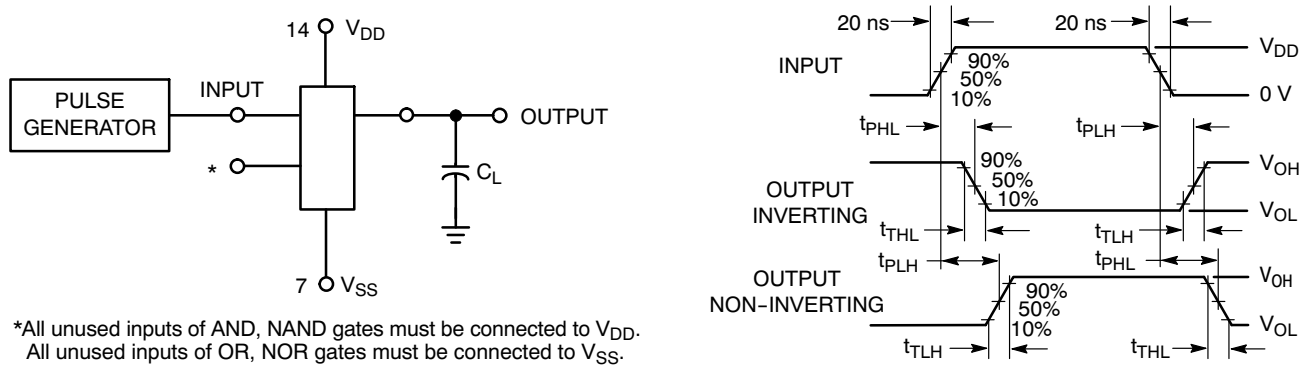 14 V_DD
PULSE
GENERATOR
INPUT
OUTPUT
*
C_L
7 V_SS
*All unused inputs of AND, NAND gates must be connected to V_DD.
All unused inputs of OR, NOR gates must be connected to V_SS.
20 ns
20 ns
INPUT
90%
50%
10%
V_DD
0 V
t_PHL
t_PLH
OUTPUT
INVERTING
90%
50%
10%
V_OH
V_OL
t_THL
t_TLH
t_PLH
t_PHL
OUTPUT
NON–INVERTING
90%
50%
10%
V_OH
V_OL
t_TLH
t_THL